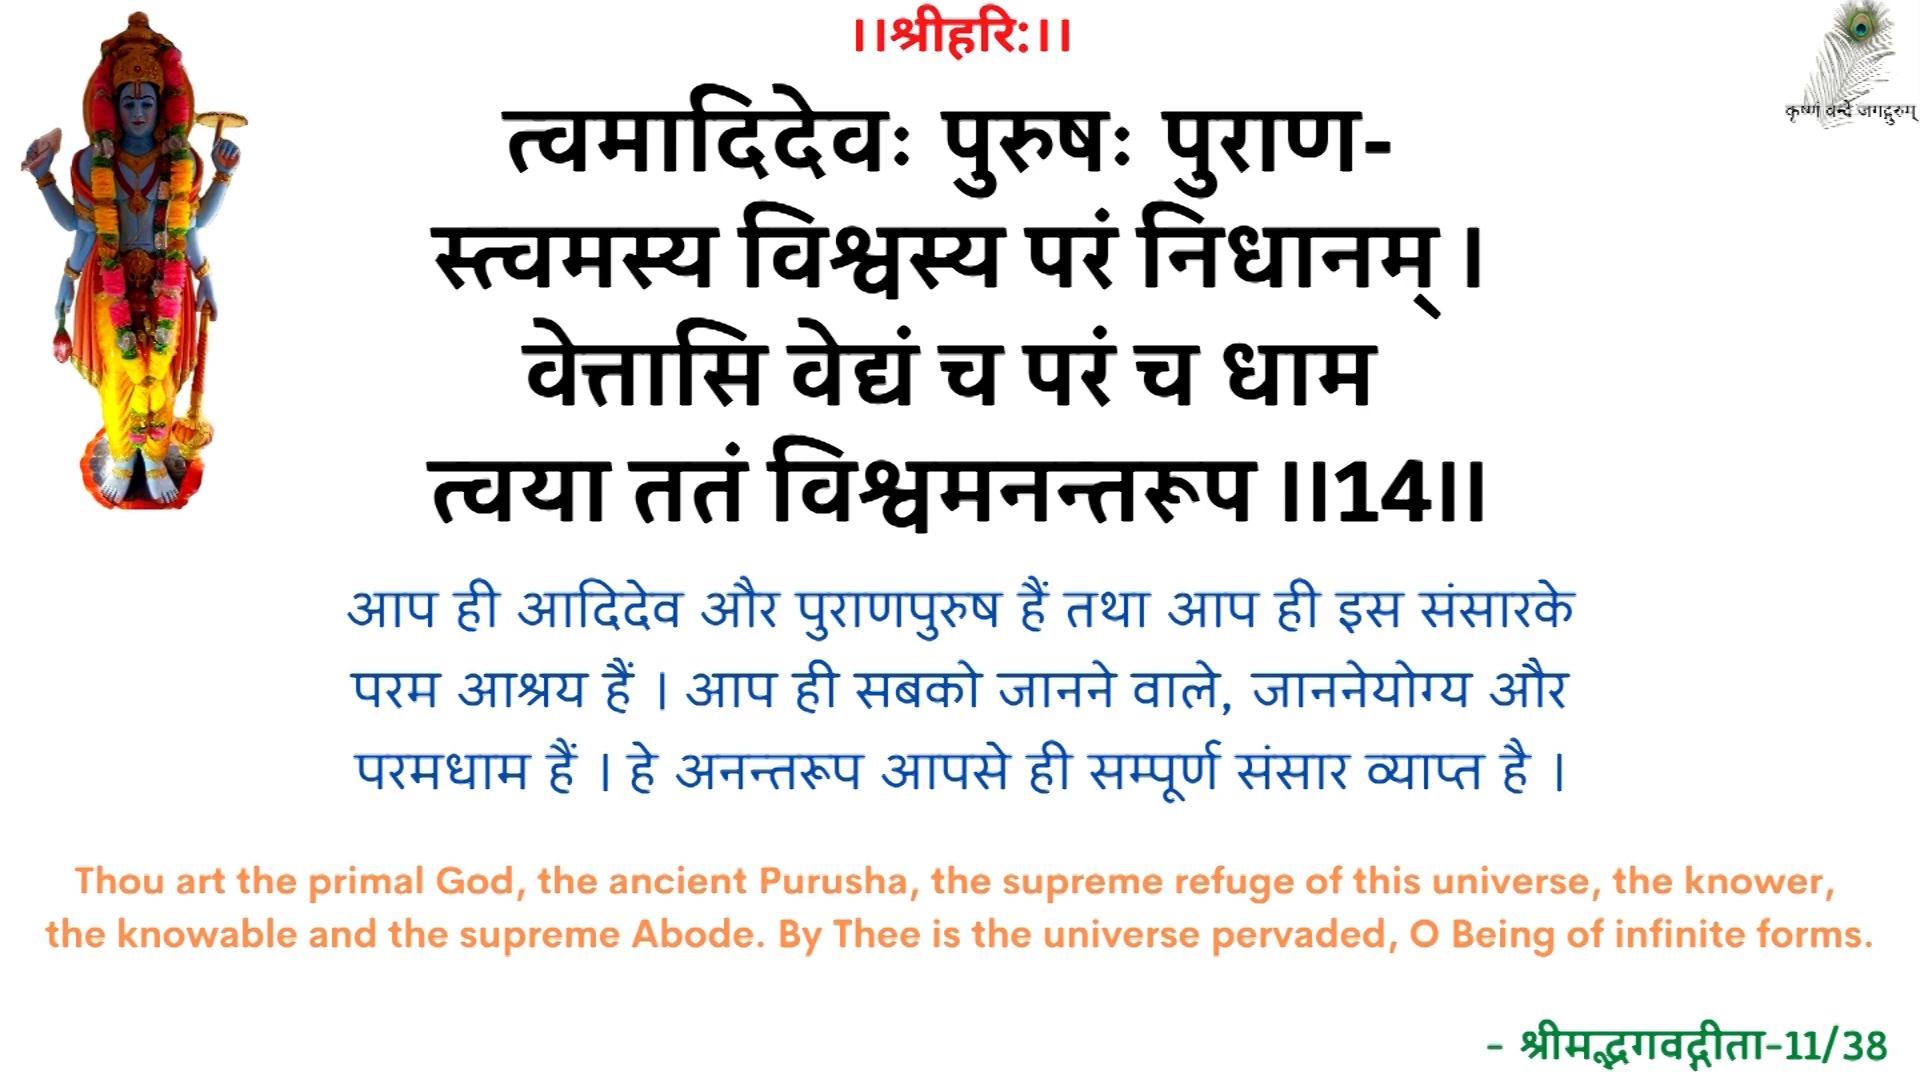 ।।श्रीहरि:।।
कृष्णं वन्दे जगद्गुरुम्
त्वमादिदेवः पुरुषः पुराण-
स्त्वमस्य विश्वस्य परं निधानम् ।
वेत्तासि वेद्यं च परं च धाम
त्वया ततं विश्वमनन्तरूप ।।14।।
आप ही आदिदेव और पुराणपुरुष हैं तथा आप ही इस संसारके
परम आश्रय हैं । आप ही सबको जानने वाले, जाननेयोग्य और
परमधाम हैं । हे अनन्तरूप आपसे ही सम्पूर्ण संसार व्याप्त है ।
Thou art the primal God, the ancient Purusha, the supreme refuge of this universe, the knower,
the knowable and the supreme Abode. By Thee is the universe pervaded, O Being of infinite forms.
- श्रीमद्भगवद्गीता-11/38